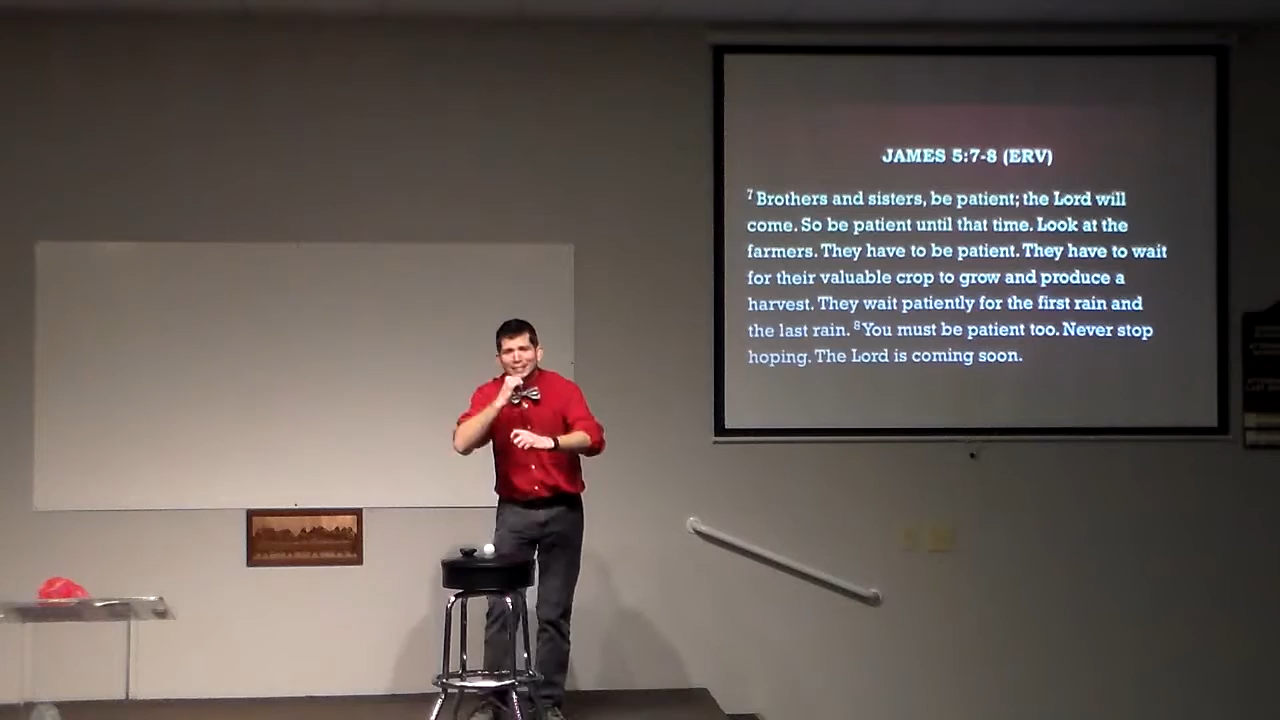 JAMES 5:7-8 (ERV)
7 Brothers and sisters, be patient; the Lord will
come. So be patient until that time. Look at the
farmers. They have to be patient. They have to wait
for their valuable crop to grow and produce a
harvest. They wait patiently for the first rain and
the last rain. 8 You must be patient too. Never stop
hoping. The Lord is coming soon.